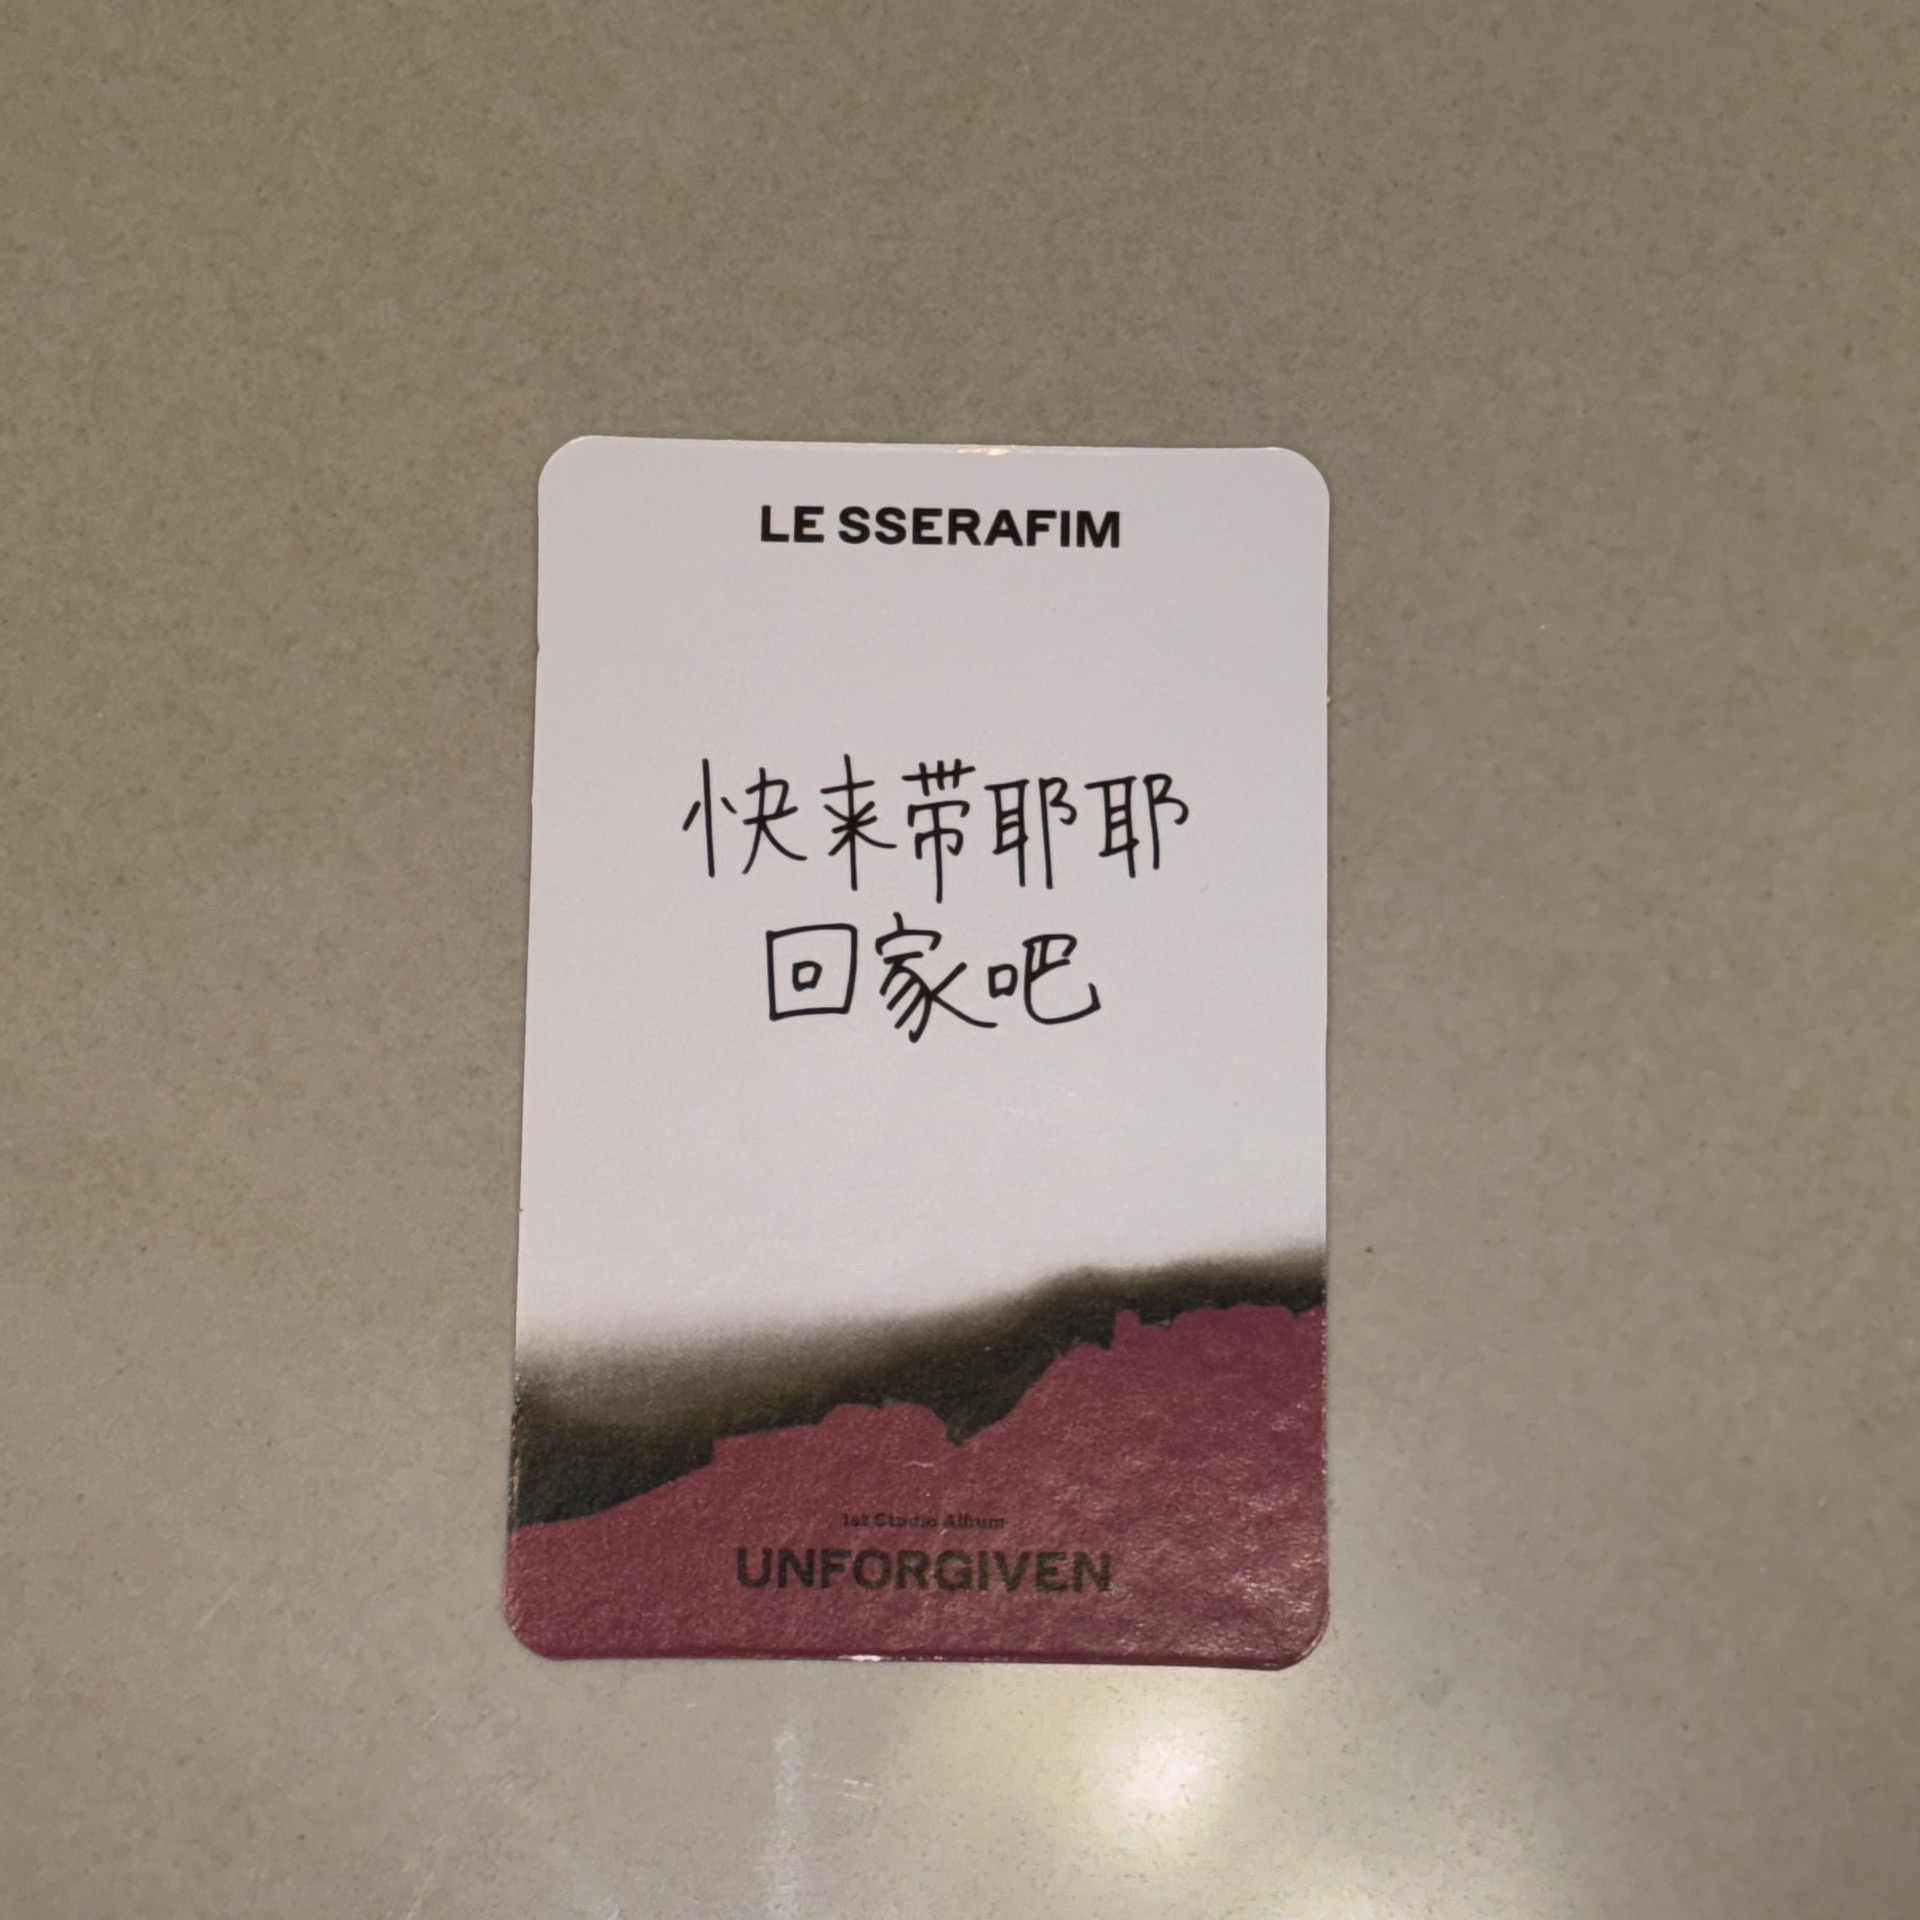 LE SSERAFIM
快来带耶耶
回家吧
1st Studio Album
UNFORGIVEN